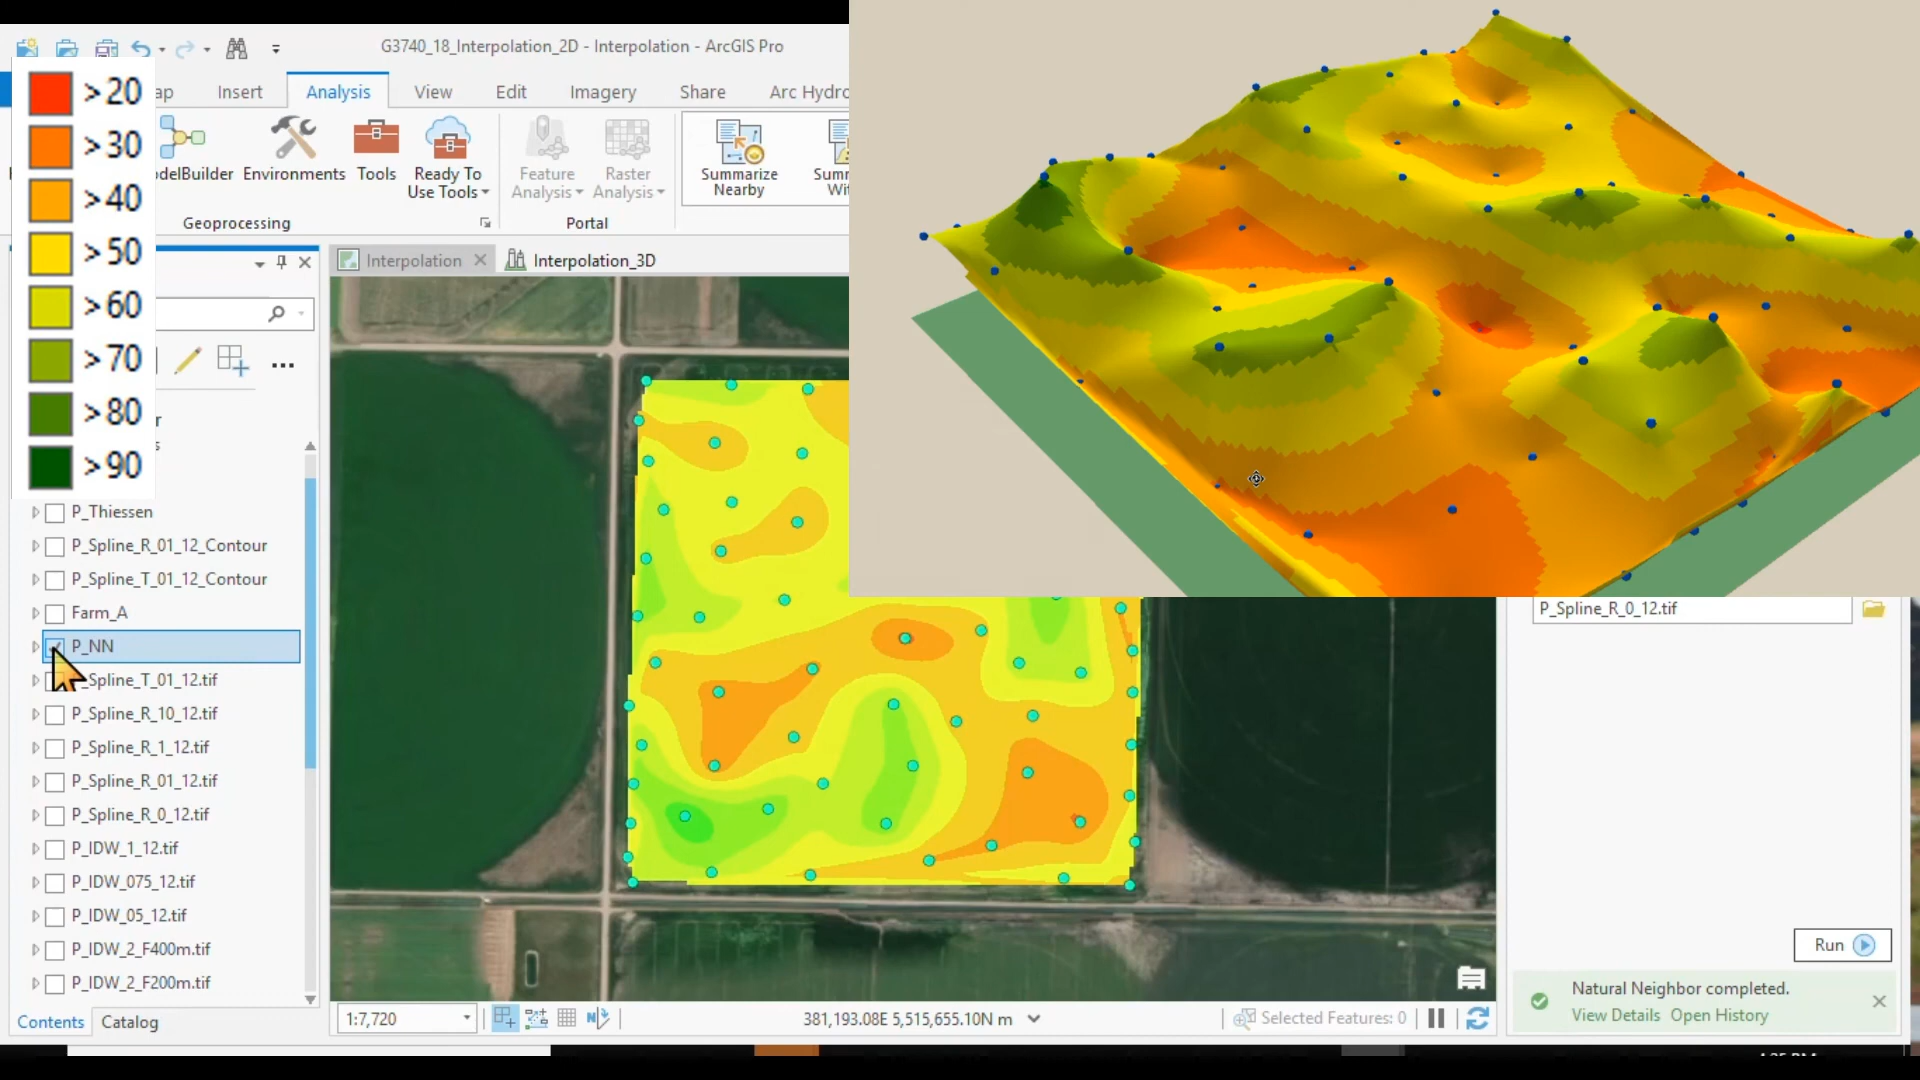 G3740_18_Interpolation_2D - Interpolation - ArcGIS Pro
Insert
Analysis
View
Edit
Imagery
Share
Arc Hydro
>20
>30
>40
>50
>60
>70
>80
>90
Environments
Tools
Ready To
Use Tools
Feature
Analysis
Raster
Analysis
Summarize
Nearby
Geoprocessing
Portal
Interpolation
Interpolation_3D
P_Thiessen
P_Spline_R_01_12_Contour
P_Spline_T_01_12_Contour
Farm_A
P_NN
_Spline_T_01_12.tif
P_Spline_R_10_12.tif
P_Spline_R_1_12.tif
P_Spline_R_01_12.tif
P_Spline_R_0_12.tif
P_IDW_1_12.tif
P_IDW_075_12.tif
P_IDW_05_12.tif
P_IDW_2_F400m.tif
P_IDW_2_F200m.tif
Contents
Catalog
1:7,720
381,193.08E 5,515,655.10N m
Selected Features: 0
P_Spline_R_0_12.tif
Run
Natural Neighbor completed.
View Details Open History